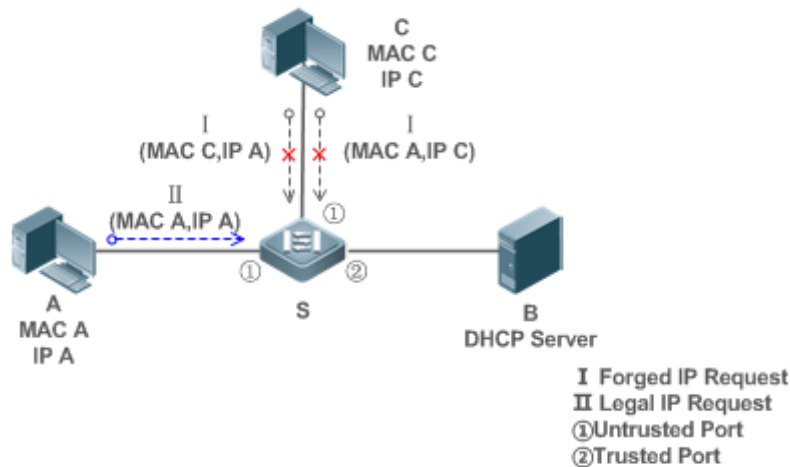 C
MAC C
IP C
Ⅰ
(MAC C,IP A)
Ⅰ
(MAC A,IP C)
Ⅱ
(MAC A,IP A)
①
①
②
A
MAC A
IP A
S
B
DHCP Server
Ⅰ Forged IP Request
Ⅱ Legal IP Request
①Untrusted Port
②Trusted Port